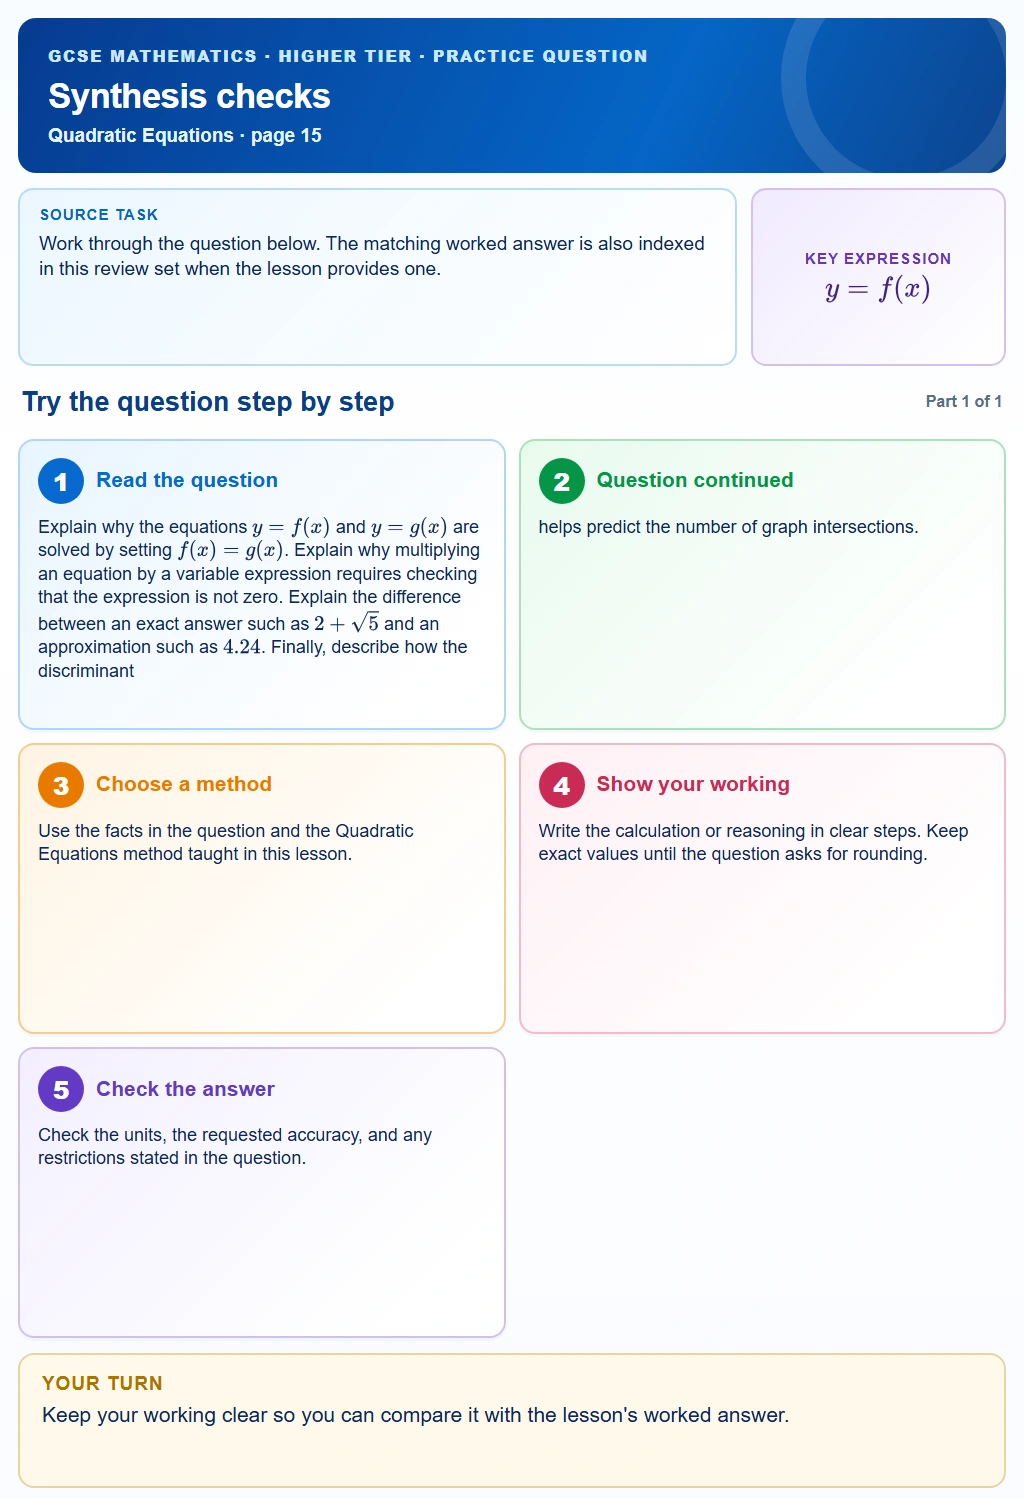 GCSE MATHEMATICS · HIGHER TIER · PRACTICE QUESTION
Synthesis checks
Quadratic Equations · page 15
SOURCE TASK
Work through the question below. The matching worked answer is also indexed
in this review set when the lesson provides one.
KEY EXPRESSION
y = f(x)
Try the question step by step
Part 1 of 1
1 Read the question
Explain why the equations y = f(x) and y = g(x) are
solved by setting f(x) = g(x). Explain why multiplying
an equation by a variable expression requires checking
that the expression is not zero. Explain the difference
between an exact answer such as 2 + √5 and an
approximation such as 4.24. Finally, describe how the
discriminant
2 Question continued
helps predict the number of graph intersections.
3 Choose a method
Use the facts in the question and the Quadratic
Equations method taught in this lesson.
4 Show your working
Write the calculation or reasoning in clear steps. Keep
exact values until the question asks for rounding.
5 Check the answer
Check the units, the requested accuracy, and any
restrictions stated in the question.
YOUR TURN
Keep your working clear so you can compare it with the lesson's worked answer.